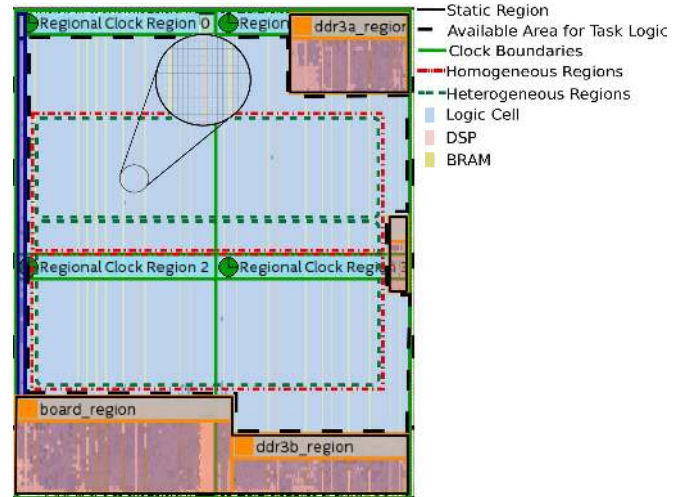 Regional Clock Region 0
Region
ddr3a_region
Regional Clock Region 2
Regional Clock Region 3
board_region
ddr3b_region
Static Region
Available Area for Task Logic
Clock Boundaries
Homogeneous Regions
Heterogeneous Regions
Logic Cell
DSP
BRAM